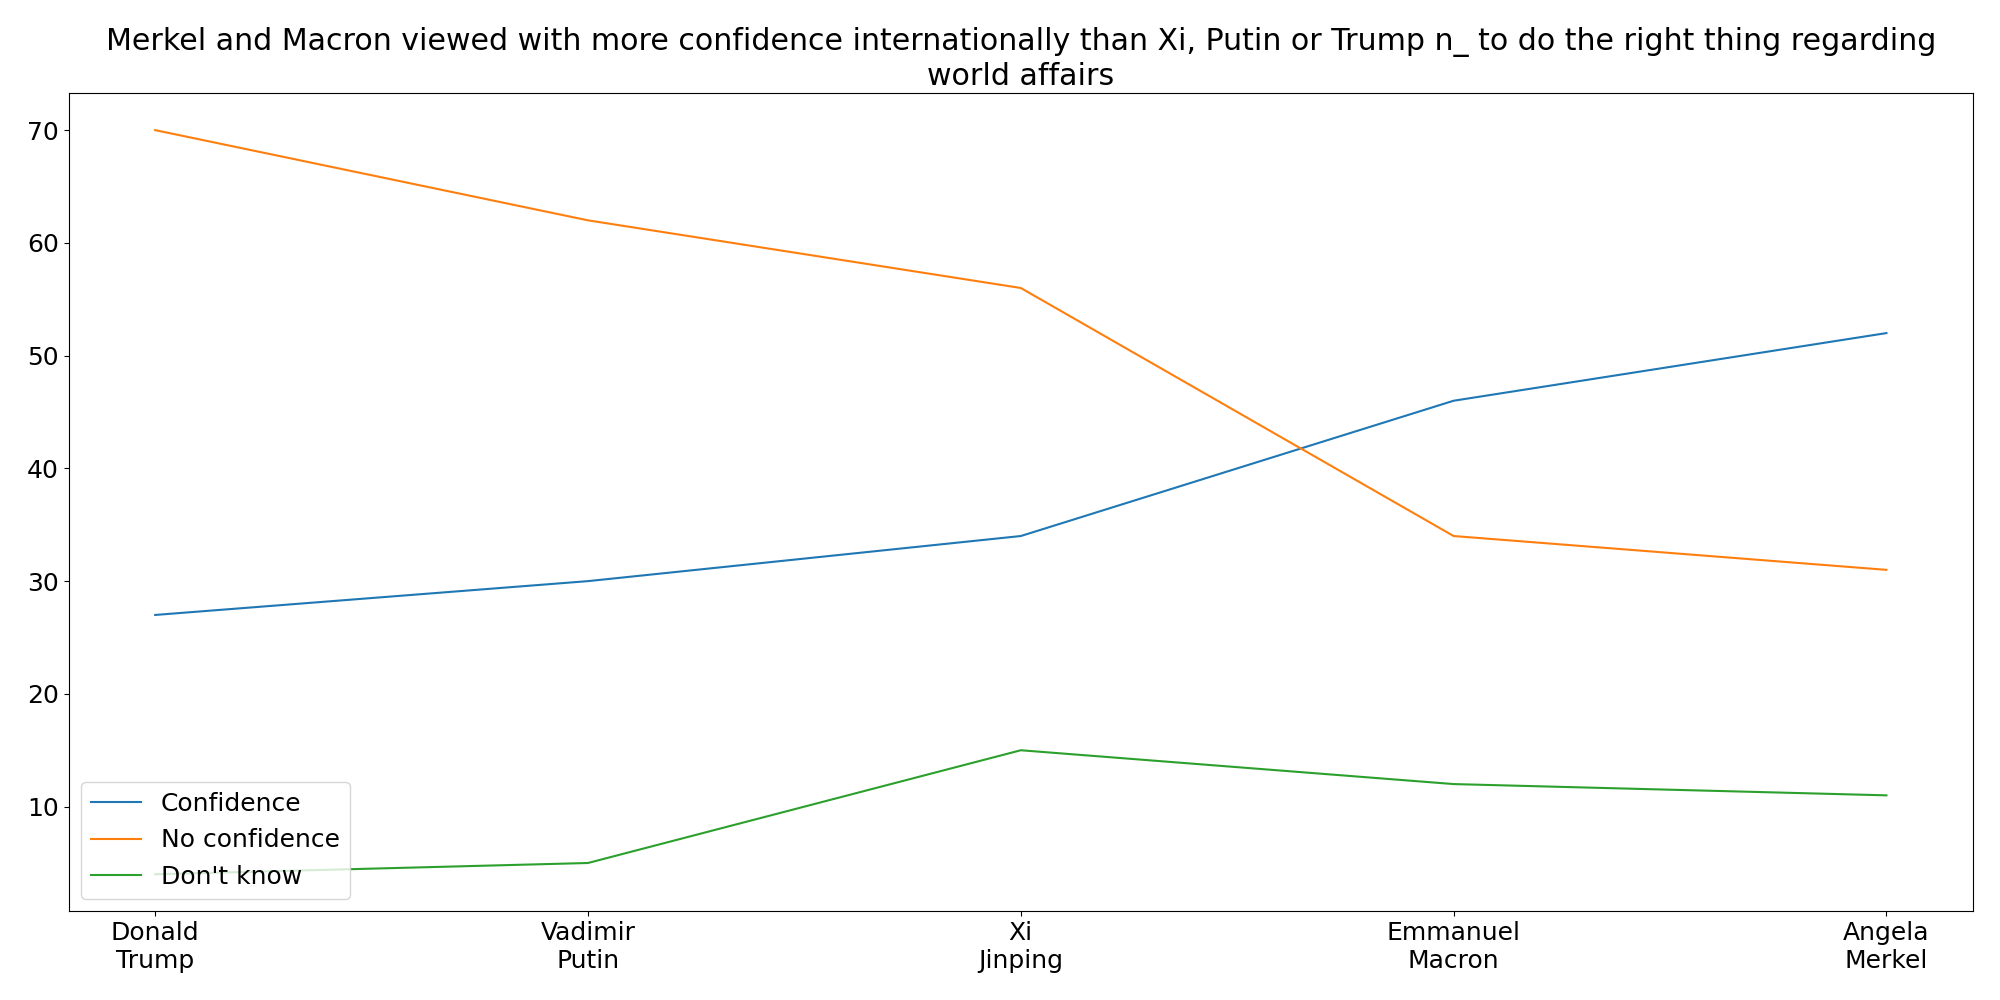 Merkel and Macron viewed with more confidence internationally than Xi, Putin or Trump n_ to do the right thing regarding
world affairs
70
60
50
40
30
20
10
Confidence
No confidence
Don't know
Donald
Trump
Vadimir
Putin
Xi
Jinping
Emmanuel
Macron
Angela
Merkel